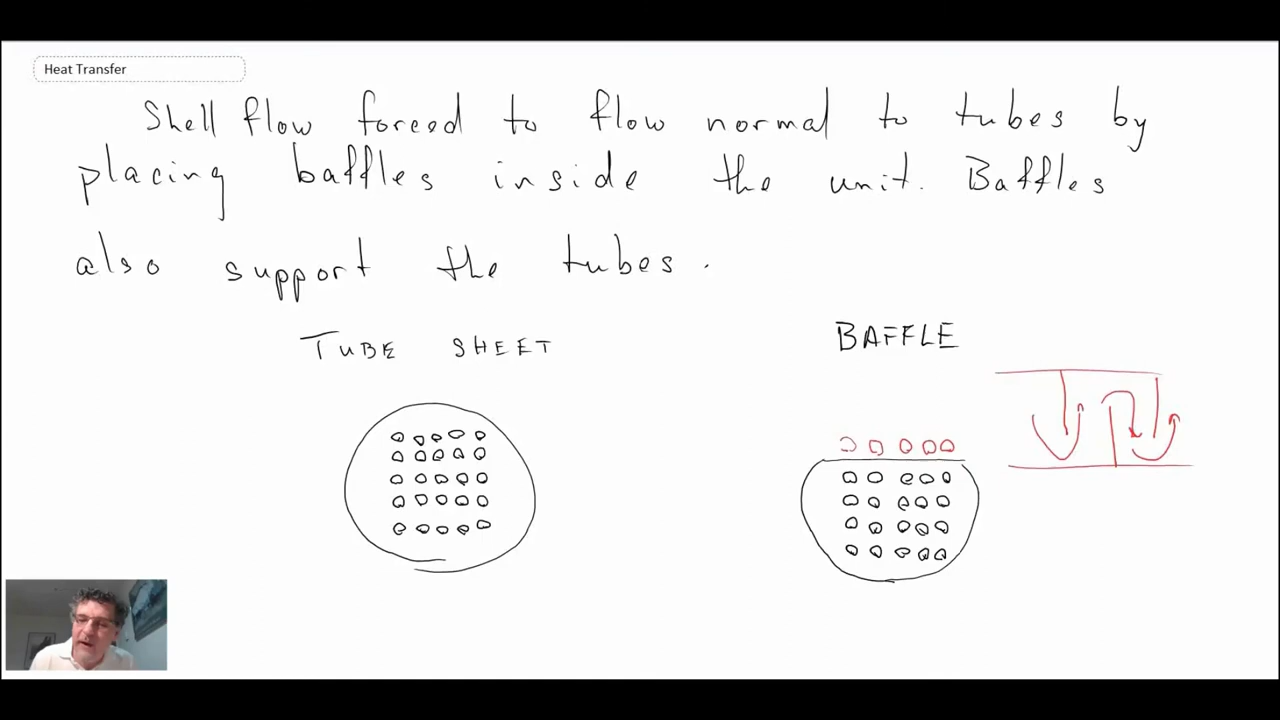 Heat Transfer
Shell flow forced to flow normal to tubes by
placing baffles inside the unit. Baffles
also support the tubes.
TUBE SHEET
BAFFLE